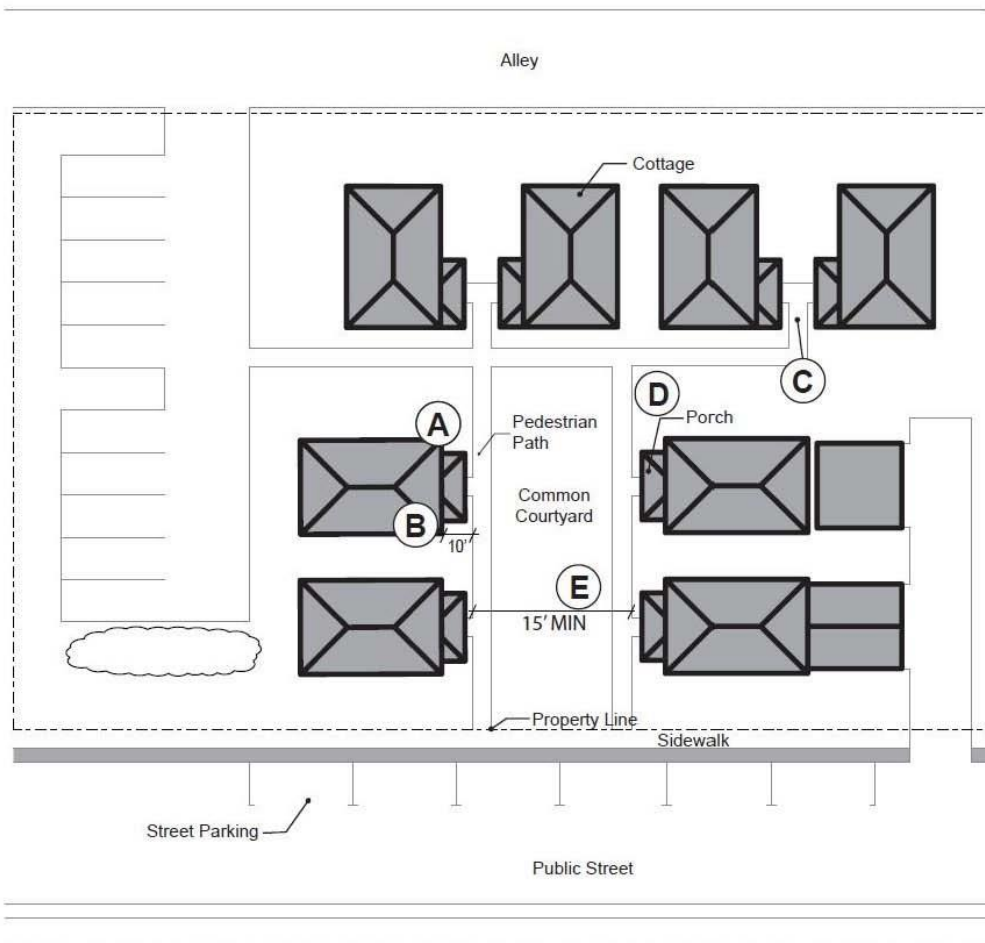 Alley
Cottage
C
A
D
Porch
Pedestrian
Path
Common
Courtyard
B
10'
E
15' MIN
Property Line
Sidewalk
Street Parking
Public Street